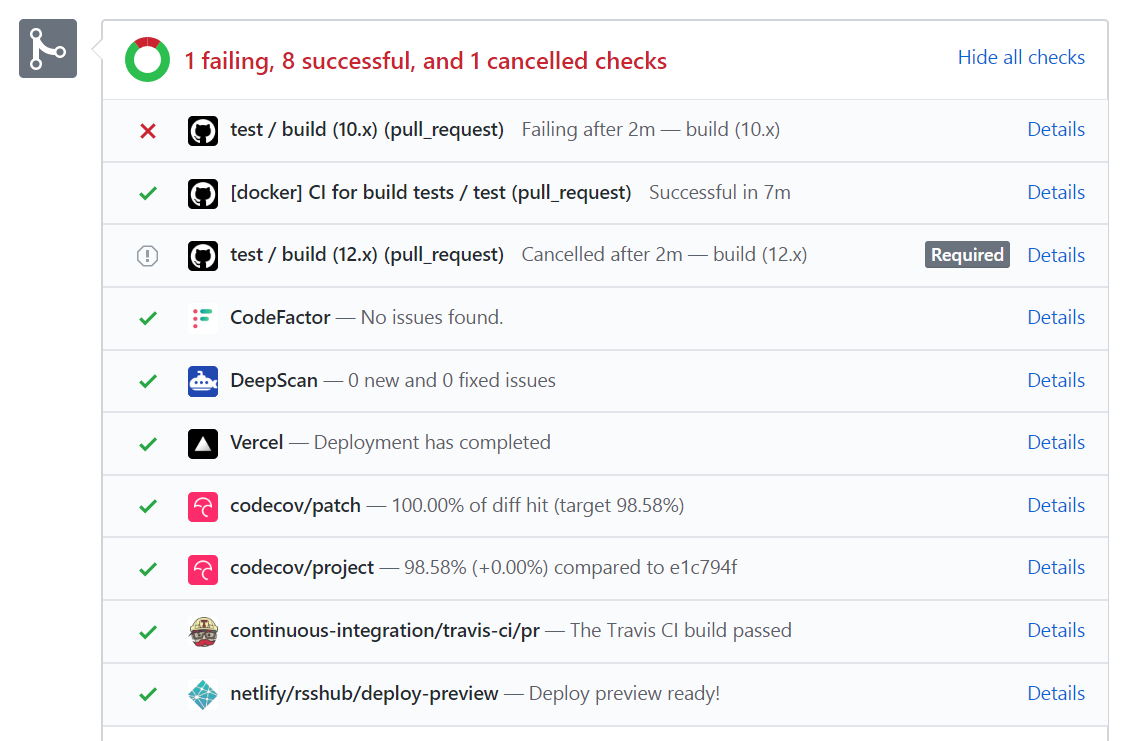 1 failing, 8 successful, and 1 cancelled checks Hide all checks
test / build (10.x) (pull_request) Failing after 2m — build (10.x) Details
[docker] CI for build tests / test (pull_request) Successful in 7m Details
test / build (12.x) (pull_request) Cancelled after 2m — build (12.x) Required Details
CodeFactor — No issues found. Details
DeepScan — 0 new and 0 fixed issues Details
Vercel — Deployment has completed Details
codecov/patch — 100.00% of diff hit (target 98.58%) Details
codecov/project — 98.58% (+0.00%) compared to e1c794f Details
continuous-integration/travis-ci/pr — The Travis CI build passed Details
netlify/rsshub/deploy-preview — Deploy preview ready! Details